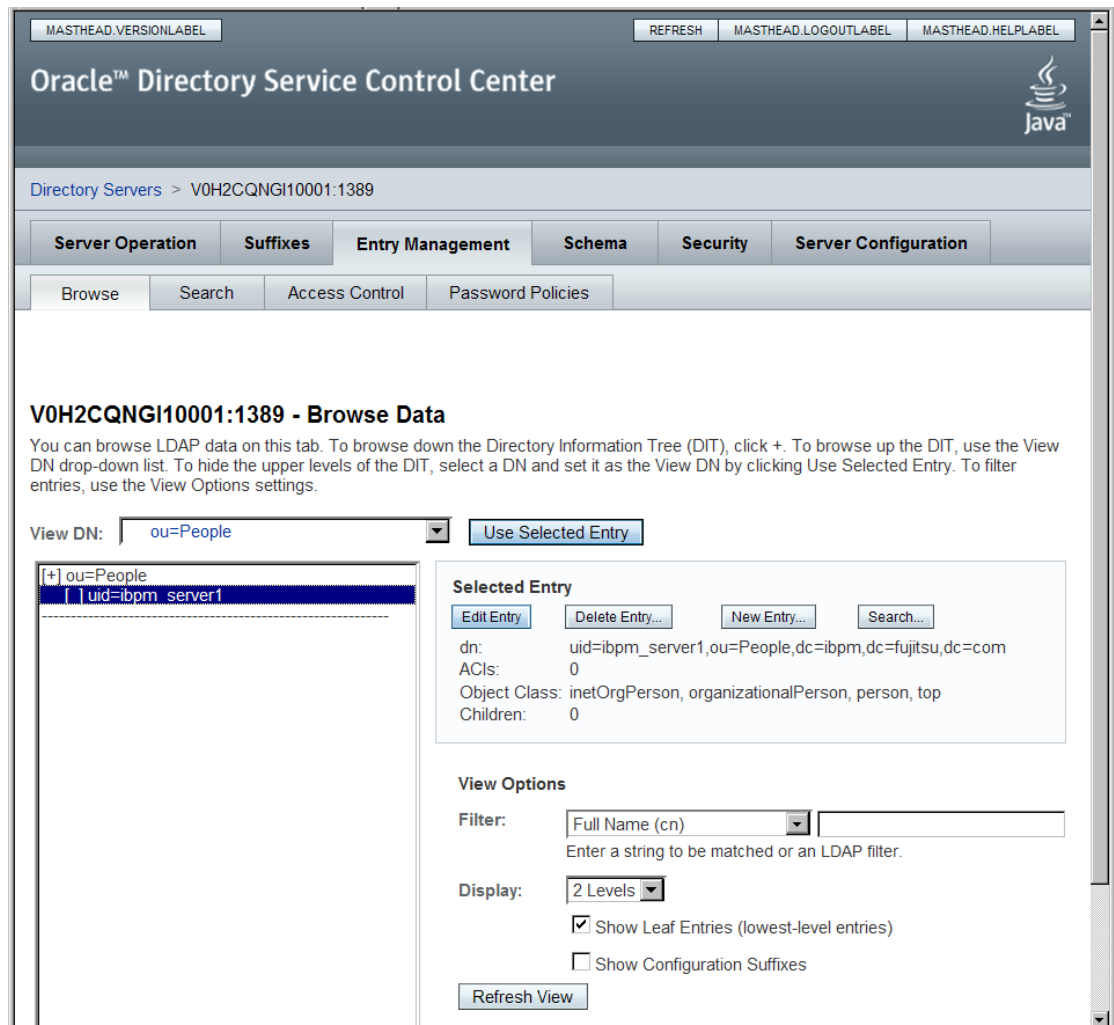 MASTHEAD.VERSIONLABEL REFRESH MASTHEAD.LOGOUTLABEL MASTHEAD.HELPLABEL
Oracle™ Directory Service Control Center
Java™
Directory Servers > V0H2CQNGI10001:1389
Server Operation Suffixes Entry Management Schema Security Server Configuration
Browse Search Access Control Password Policies
V0H2CQNGI10001:1389 - Browse Data
You can browse LDAP data on this tab. To browse down the Directory Information Tree (DIT), click +. To browse up the DIT, use the View
DN drop-down list. To hide the upper levels of the DIT, select a DN and set it as the View DN by clicking Use Selected Entry. To filter
entries, use the View Options settings.
View DN: ou=People Use Selected Entry
[+] ou=People
[ ] uid=ibpm_server1
------------------------------------------------------------
Selected Entry
Edit Entry Delete Entry... New Entry... Search...
dn: uid=ibpm_server1,ou=People,dc=ibpm,dc=fujitsu,dc=com
ACIs: 0
Object Class: inetOrgPerson, organizationalPerson, person, top
Children: 0
View Options
Filter: Full Name (cn)
Enter a string to be matched or an LDAP filter.
Display: 2 Levels
Show Leaf Entries (lowest-level entries)
Show Configuration Suffixes
Refresh View